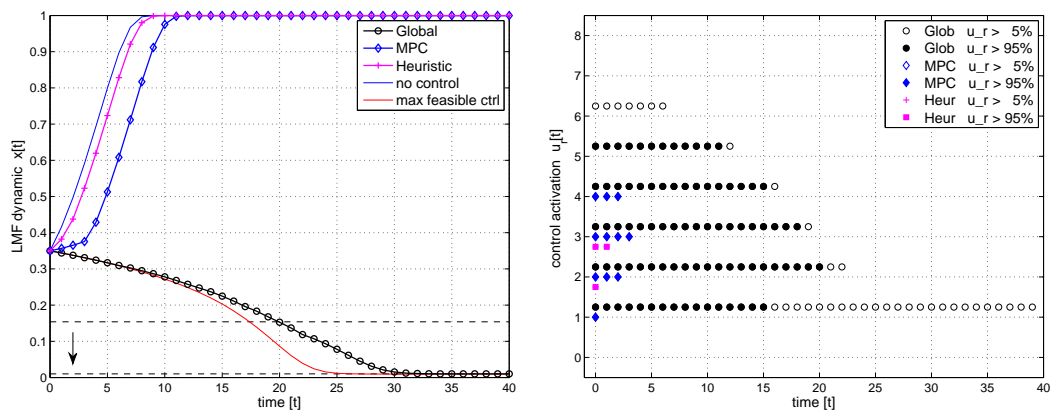 1
0.9
0.8
0.7
0.6
0.5
0.4
0.3
0.2
0.1
0
LMF dynamic x[t]
0 5 10 15 20 25 30 35 40
time [t]
Global
MPC
Heuristic
no control
max feasible ctrl
8
7
6
5
4
3
2
1
0
control activation u_r[t]
0 5 10 15 20 25 30 35 40
time [t]
Glob u_r > 5%
Glob u_r > 95%
MPC u_r > 5%
MPC u_r > 95%
Heur u_r > 5%
Heur u_r > 95%